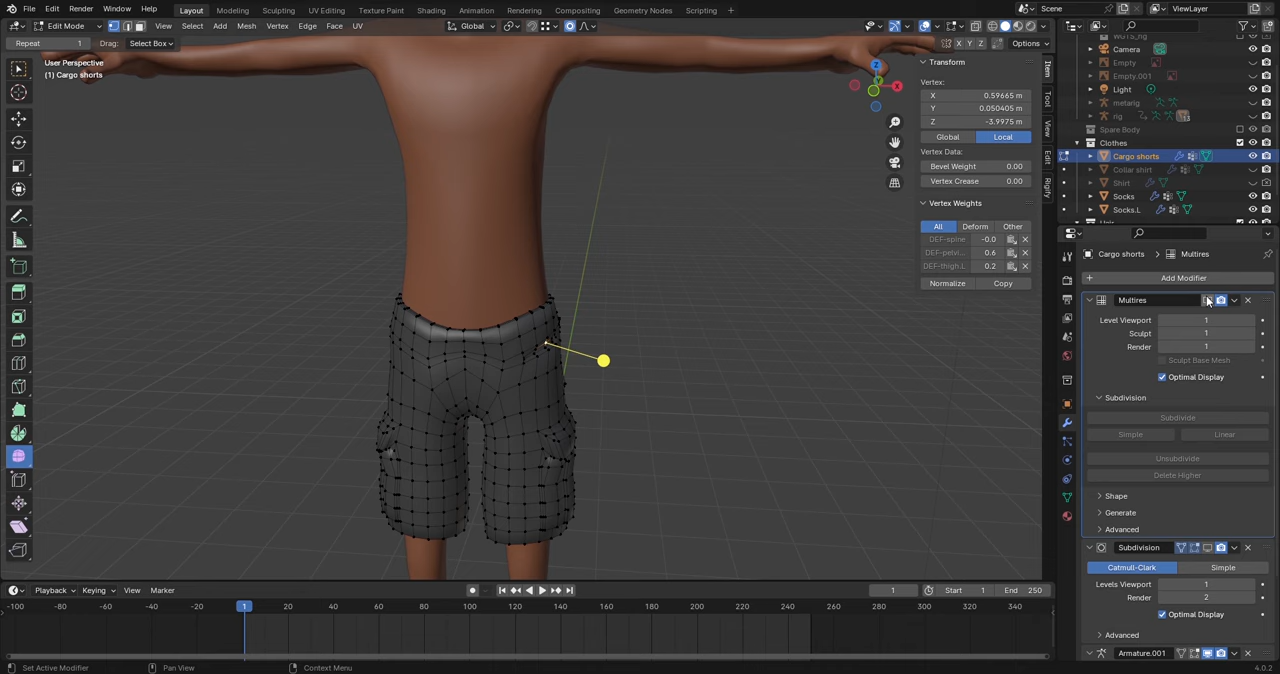 File Edit Render Window Help Layout Modeling Sculpting UV Editing Texture Paint Shading Animation Rendering Compositing Geometry Nodes Scripting Scene ViewLayer
Edit Mode View Select Add Mesh Vertex Edge Face UV Global
Repeat 1 Drag: Select Box X Y Z Options
User Perspective
(1) Cargo shorts
Z
X
Transform
Vertex:
X 0.59665 m
Y 0.050405 m
Z -3.9975 m
Global Local
Vertex Data:
Bevel Weight 0.00
Vertex Crease 0.00
Vertex Weights
All Deform Other
DEF-spine -0.0
DEF-pelvi... 0.6
DEF-thigh.L 0.2
Normalize Copy
Item
Tool
View
Edit
Rigify
Camera
Empty
Empty.001
Light
metarig
rig
Spare Body
Clothes
Cargo shorts
Collar shirt
Shirt
Socks
Socks.L
Cargo shorts > Multires
+ Add Modifier
Multires
Level Viewport 1
Sculpt 1
Render 1
Sculpt Base Mesh
Optimal Display
Subdivision
Subdivide
Simple Linear
Unsubdivide
Delete Higher
Shape
Generate
Advanced
Subdivision
Catmull-Clark Simple
Levels Viewport 1
Render 2
Optimal Display
Advanced
Armature.001
Playback Keying View Marker 1 Start 1 End 250
-100 -80 -60 -40 -20 1 20 40 60 80 100 120 140 160 180 200 220 240 260 280 300 320 340
Set Active Modifier Pan View Context Menu 4.0.2